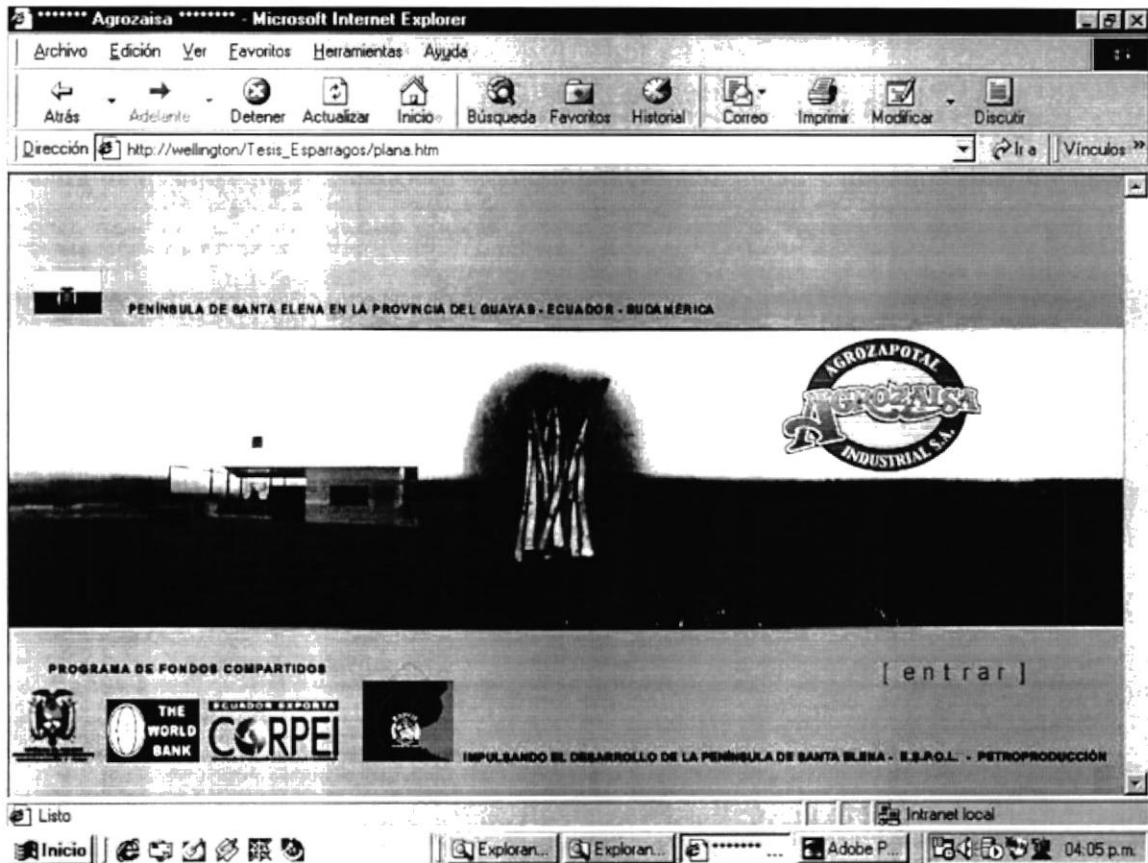 ******* Agrozaisa ******** - Microsoft Internet Explorer
Archivo Edición Ver Favoritos Herramientas Ayuda
Atrás Adelante Detener Actualizar Inicio Búsqueda Favoritos Historial Correo Imprimir Modificar Discutir
Dirección http://wellington/Tesis_Esparragos/plana.htm Ir a Vínculos »
PENÍNSULA DE SANTA ELENA EN LA PROVINCIA DEL GUAYAS - ECUADOR - SUDAMÉRICA
AGROZAPOTAL
AGROZAISA
INDUSTRIAL S.A.
PROGRAMA DE FONDOS COMPARTIDOS
[ entrar ]
THE
WORLD
BANK
ECUADOR EXPORTA
CORPEI
IMPULSANDO EL DESARROLLO DE LA PENÍNSULA DE SANTA ELENA - E.S.P.O.L. - PETROPRODUCCIÓN
Listo Intranet local
Inicio Exploran... Exploran... ******* ... Adobe P... 04:05 p.m.